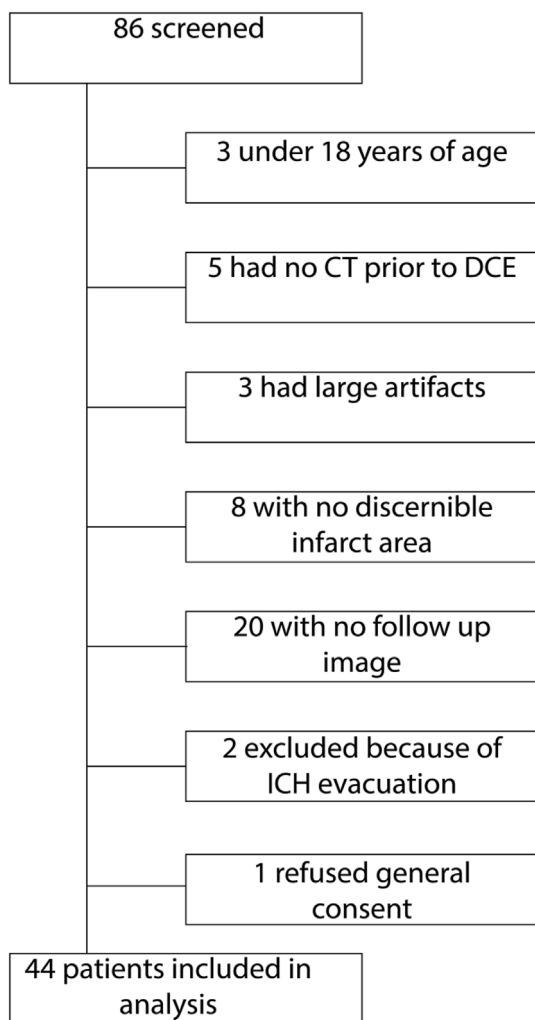 86 screened
3 under 18 years of age
5 had no CT prior to DCE
3 had large artifacts
8 with no discernible
infarct area
20 with no follow up
image
2 excluded because of
ICH evacuation
1 refused general
consent
44 patients included in
analysis